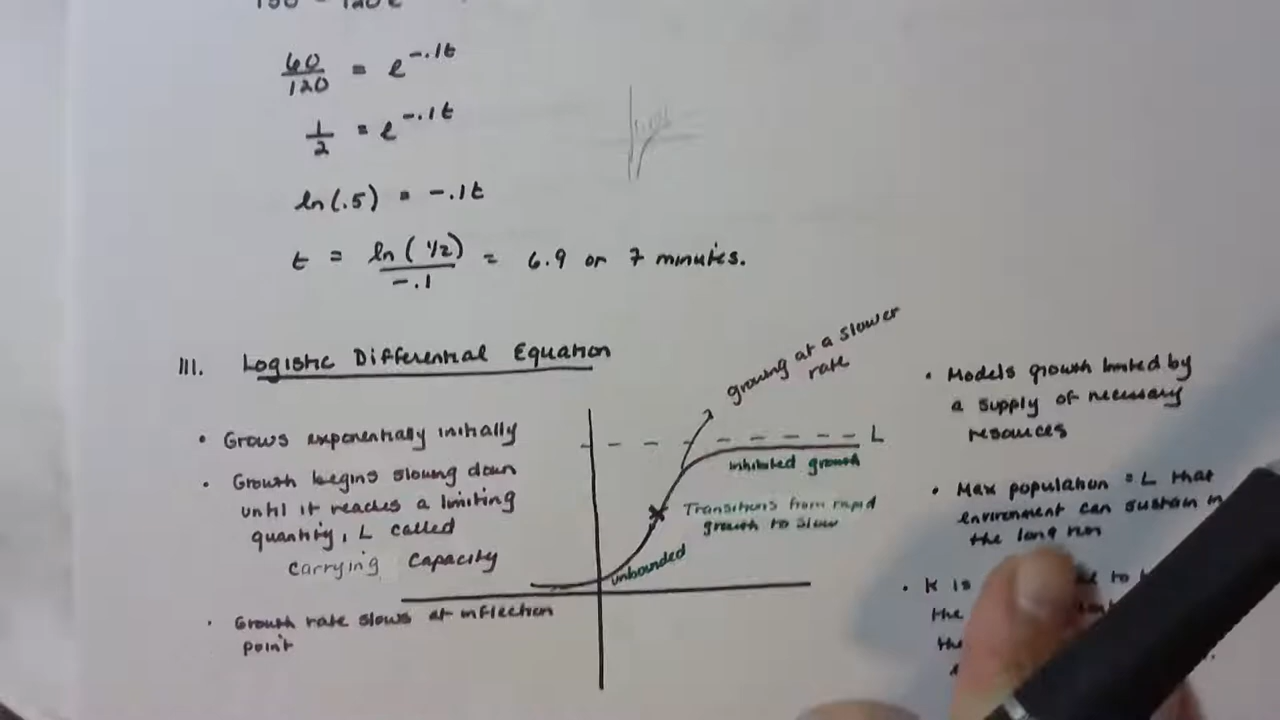 60/120 = e^-.1t
1/2 = e^-.1t
ln(.5) = -.1t
t = ln(1/2)/-.1 = 6.9 or 7 minutes.
III. Logistic Differential Equation
• Grows exponentially initially
• Growth begins slowing down
until it reaches a limiting
quantity, L called
carrying capacity
• Growth rate slows at inflection
point
growing at a slower
rate
L
inhibited growth
Transitions from rapid
growth to slow
unbounded
• Models growth limited by
a supply of necessary
resources
• Max population = L that
environment can sustain in
the long run
• K is
the
the